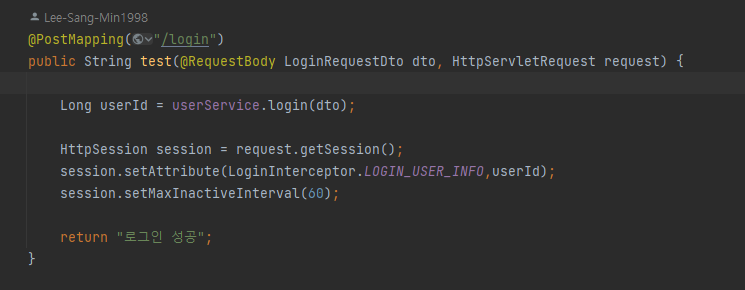 Lee-Sang-Min1998
@PostMapping("/login")
public String test(@RequestBody LoginRequestDto dto, HttpServletRequest request) {
Long userId = userService.login(dto);
HttpSession session = request.getSession();
session.setAttribute(LoginInterceptor.LOGIN_USER_INFO,userId);
session.setMaxInactiveInterval(60);
return "로그인 성공";
}